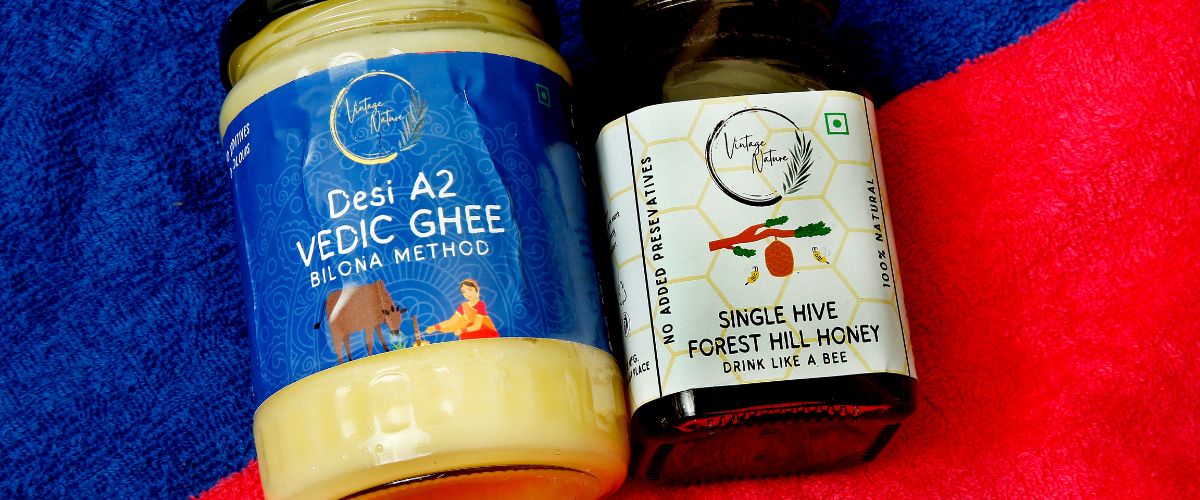 Vintage
Nature
Desi A2
VEDIC GHEE
BILONA METHOD
Vintage
Nature
NO ADDED PRESEVATIVES
100% NATURAL
SINGLE HIVE
FOREST HILL HONEY
DRINK LIKE A BEE
PLACE